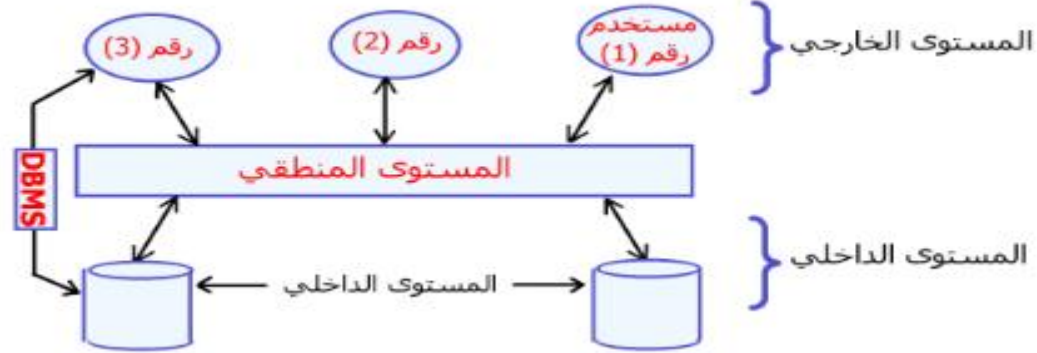 مستخدم
رقم (1)
رقم (2)
رقم (3)
المستوى الخارجي
DBMS
المستوى المنطقي
المستوى الداخلي
المستوى الداخلي